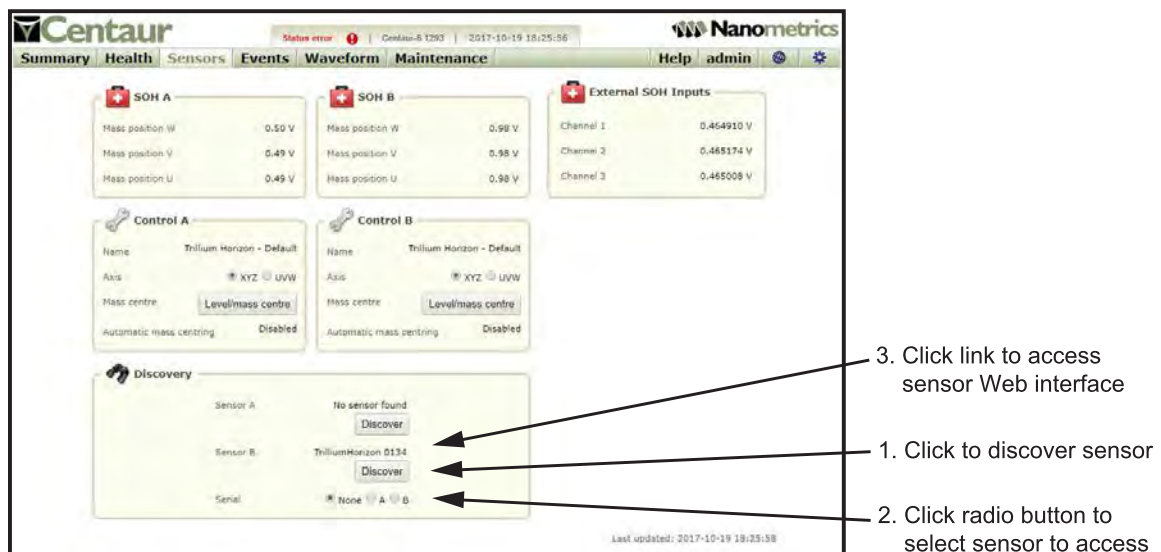 Centaur
Status error | Centaur-6 1293 | 2017-10-19 18:25:56
Nanometrics
Summary Health Sensors Events Waveform Maintenance Help admin
SOH A
Mass position W 0.50 V
Mass position V 0.49 V
Mass position U 0.49 V
SOH B
Mass position W 0.98 V
Mass position V 0.98 V
Mass position U 0.98 V
External SOH Inputs
Channel 1 0.464910 V
Channel 2 0.465174 V
Channel 3 0.465008 V
Control A
Name Trillium Horizon - Default
Axis XYZ UVW
Mass centre Level/mass centre
Automatic mass centring Disabled
Control B
Name Trillium Horizon - Default
Axis XYZ UVW
Mass centre Level/mass centre
Automatic mass centring Disabled
Discovery
Sensor A No sensor found
Discover
Sensor B TrilliumHorizon 0134
Discover
Serial None A B
Last updated: 2017-10-19 18:25:58
3. Click link to access
sensor Web interface
1. Click to discover sensor
2. Click radio button to
select sensor to access